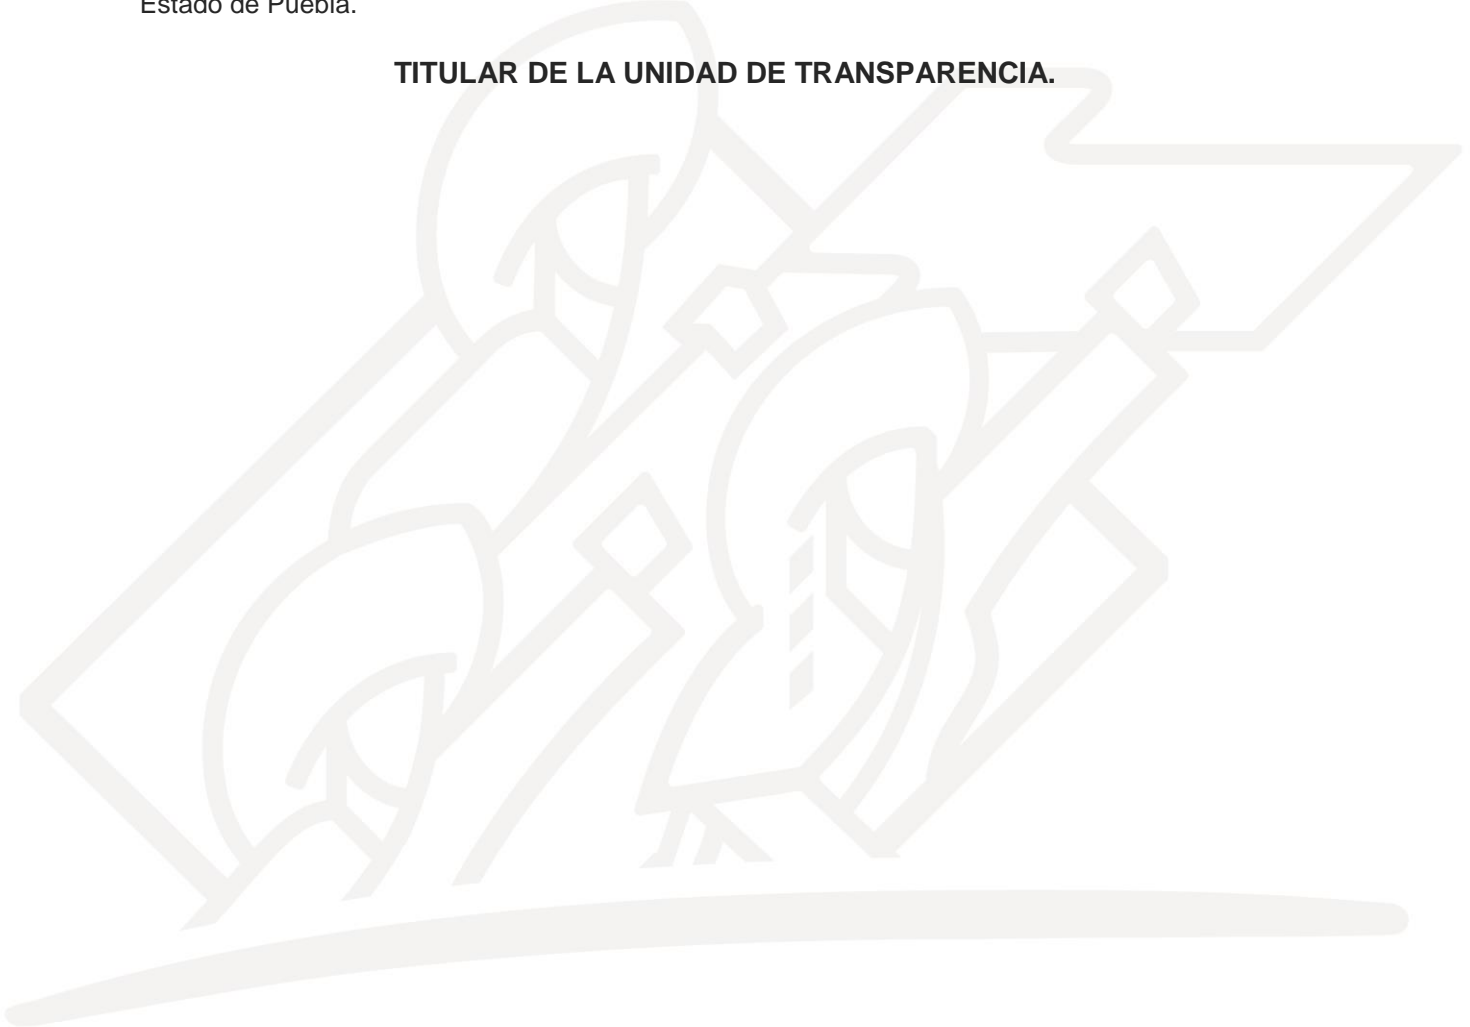 Estado de Puebla.
TITULAR DE LA UNIDAD DE TRANSPARENCIA.